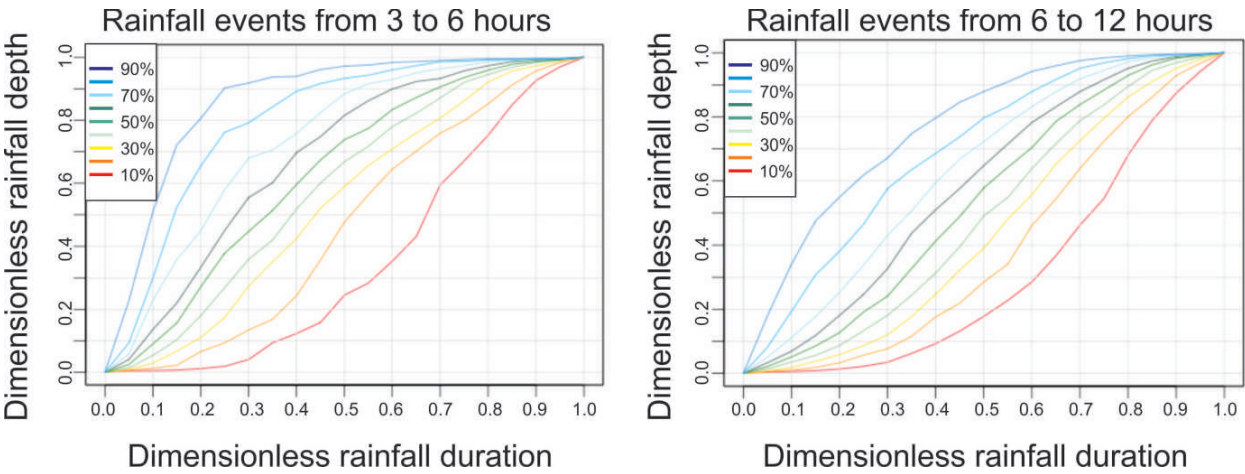 Rainfall events from 3 to 6 hours
Dimensionless rainfall depth
1.0
0.8
0.6
0.4
0.2
0.0
90%
70%
50%
30%
10%
0.0 0.1 0.2 0.3 0.4 0.5 0.6 0.7 0.8 0.9 1.0
Dimensionless rainfall duration
Rainfall events from 6 to 12 hours
Dimensionless rainfall depth
1.0
0.8
0.6
0.4
0.2
0.0
90%
70%
50%
30%
10%
0.0 0.1 0.2 0.3 0.4 0.5 0.6 0.7 0.8 0.9 1.0
Dimensionless rainfall duration